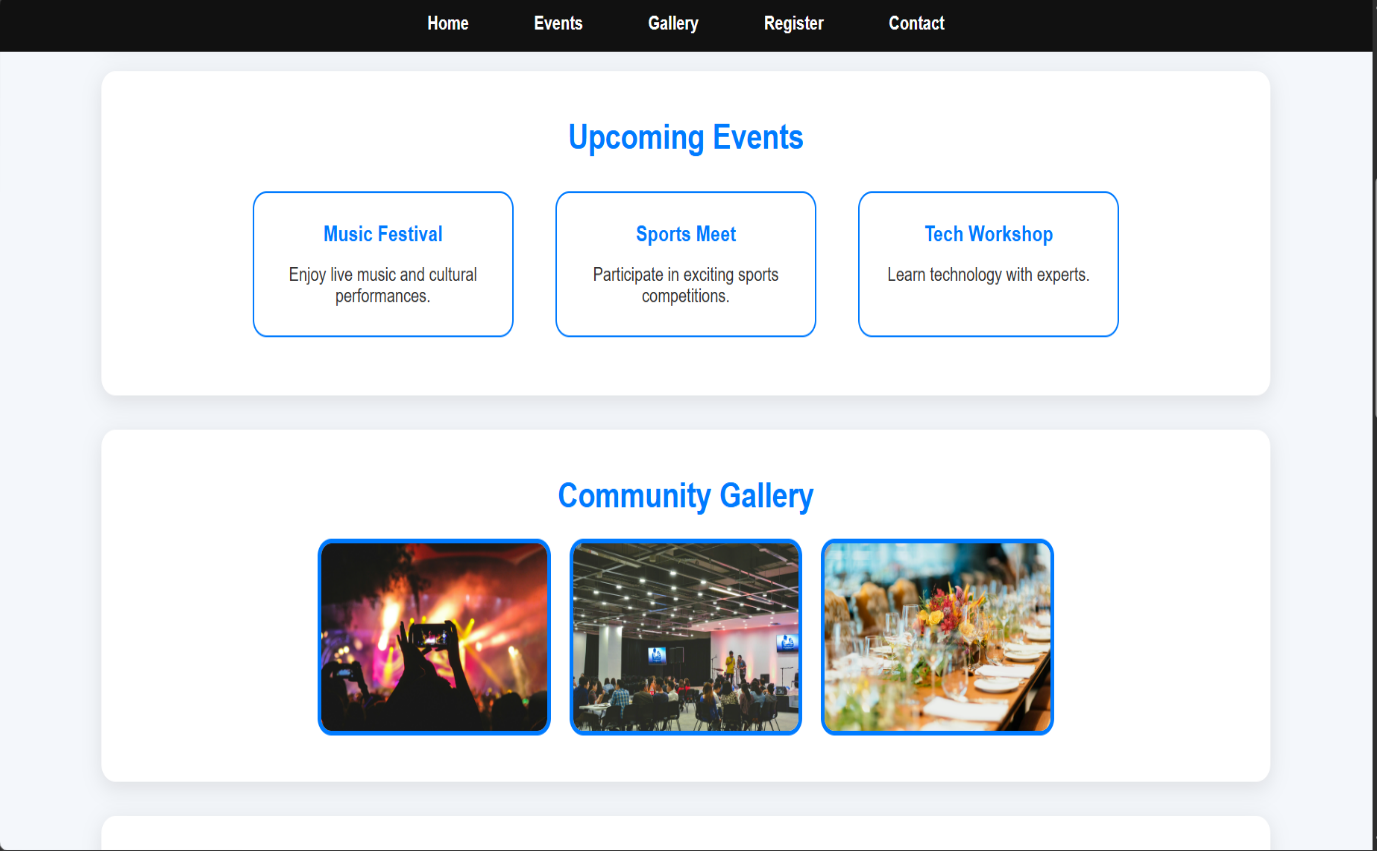 Home Events Gallery Register Contact
Upcoming Events
Music Festival
Enjoy live music and cultural
performances.
Sports Meet
Participate in exciting sports
competitions.
Tech Workshop
Learn technology with experts.
Community Gallery